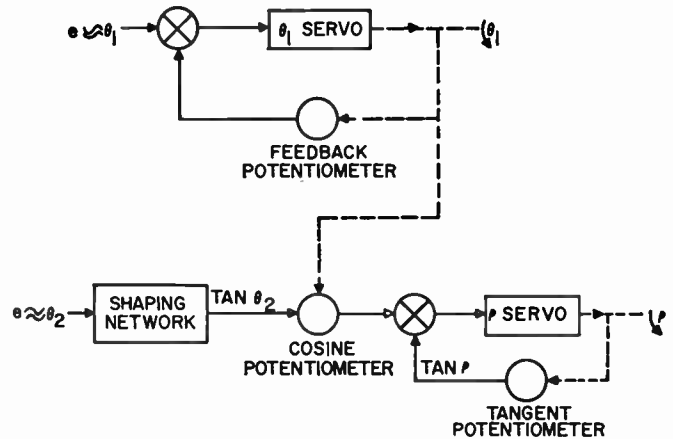 e ≈ θ₁
θ₁ SERVO
θ₁
FEEDBACK
POTENTIOMETER
e ≈ θ₂
SHAPING
NETWORK
TAN θ₂
COSINE
POTENTIOMETER
ρ SERVO
ρ
TAN ρ
TANGENT
POTENTIOMETER